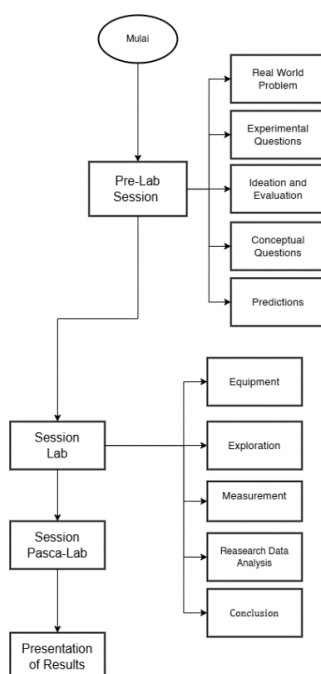 Mulai
Real World
Problem
Experimental
Questions
Pre-Lab
Session
Ideation and
Evaluation
Conceptual
Questions
Predictions
Equipment
Session
Lab
Exploration
Measurement
Session
Pasca-Lab
Reasearch Data
Analysis
Conclusion
Presentation
of Results